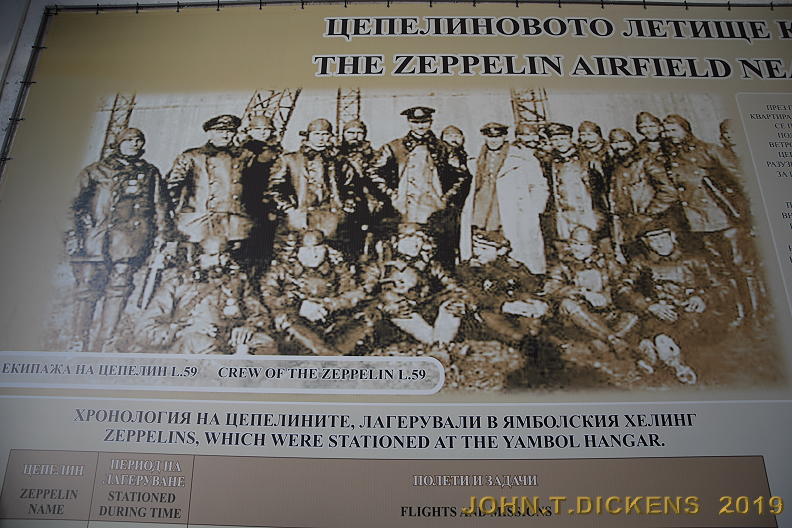 ЦЕПЕЛИНОВОТО ЛЕТИЩЕ
THE ZEPPELIN AIRFIELD
ЕКИПАЖА НА ЦЕПЕЛИН L.59 CREW OF THE ZEPPELIN L.59
ХРОНОЛОГИЯ НА ЦЕПЕЛИНИТЕ, ЛАГЕРУВАЛИ В ЯМБОЛСКИЯ ХЕЛИНГ
ZEPPELINS, WHICH WERE STATIONED AT THE YAMBOL HANGAR.
ЦЕПЕЛИН
ZEPPELIN
NAME
ПЕРИОД НА
ЛАГЕРУВАНЕ
STATIONED
DURING TIME
ПОЛЕТИ И ЗАДАЧИ
FLIGHTS AND MISSIONS
JOHN.T.DICKENS 2019